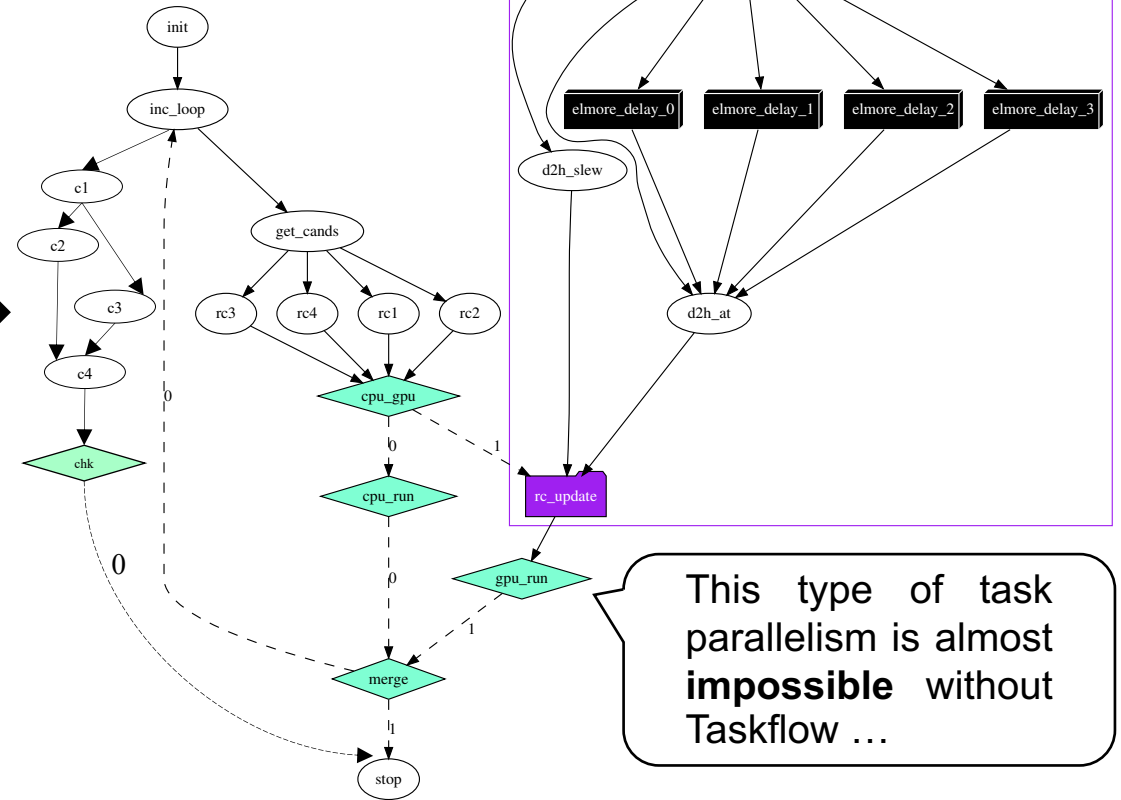 init
inc_loop
elmore_delay_0
elmore_delay_1
elmore_delay_2
elmore_delay_3
d2h_slew
c1
get_cands
c2
c3
rc3
rc4
rc1
rc2
d2h_at
c4
0
cpu_gpu
0
1
chk
cpu_run
rc_update
0
0
gpu_run
1
merge
1
stop
This type of task
parallelism is almost
impossible without
Taskflow …